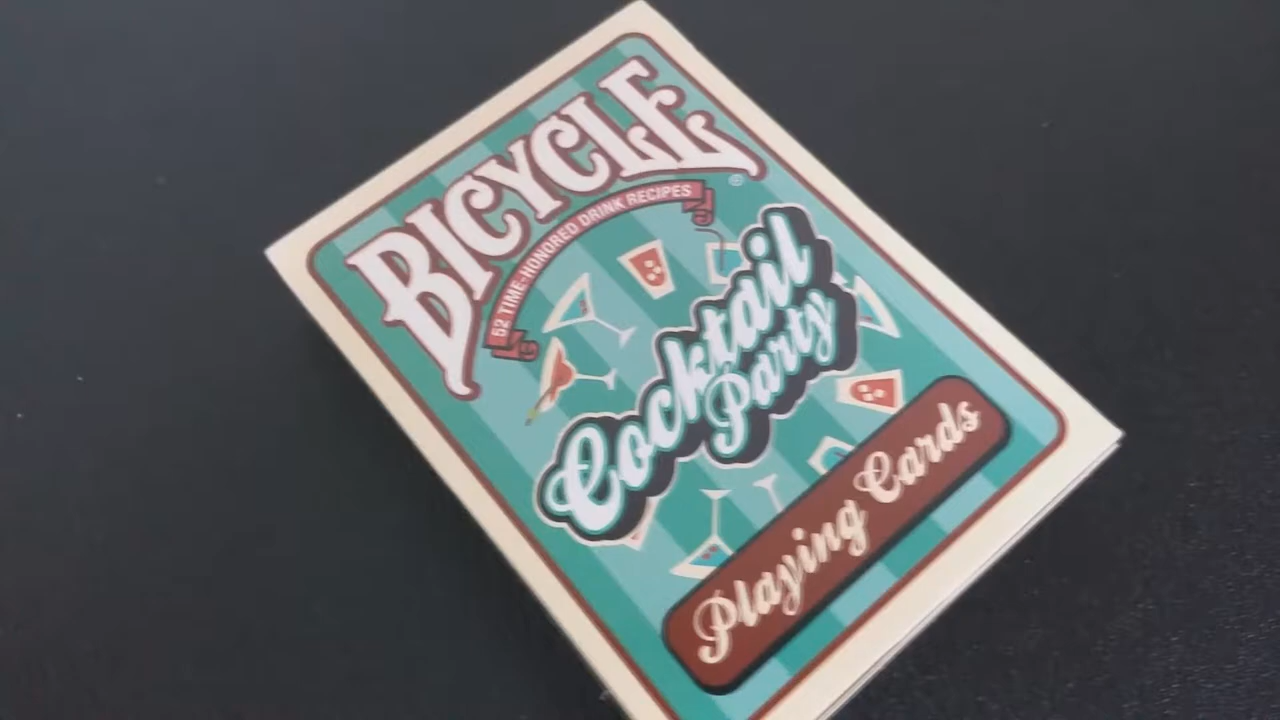 BICYCLE
®
52 TIME-HONORED DRINK RECIPES
Cocktail
Party
Playing Cards